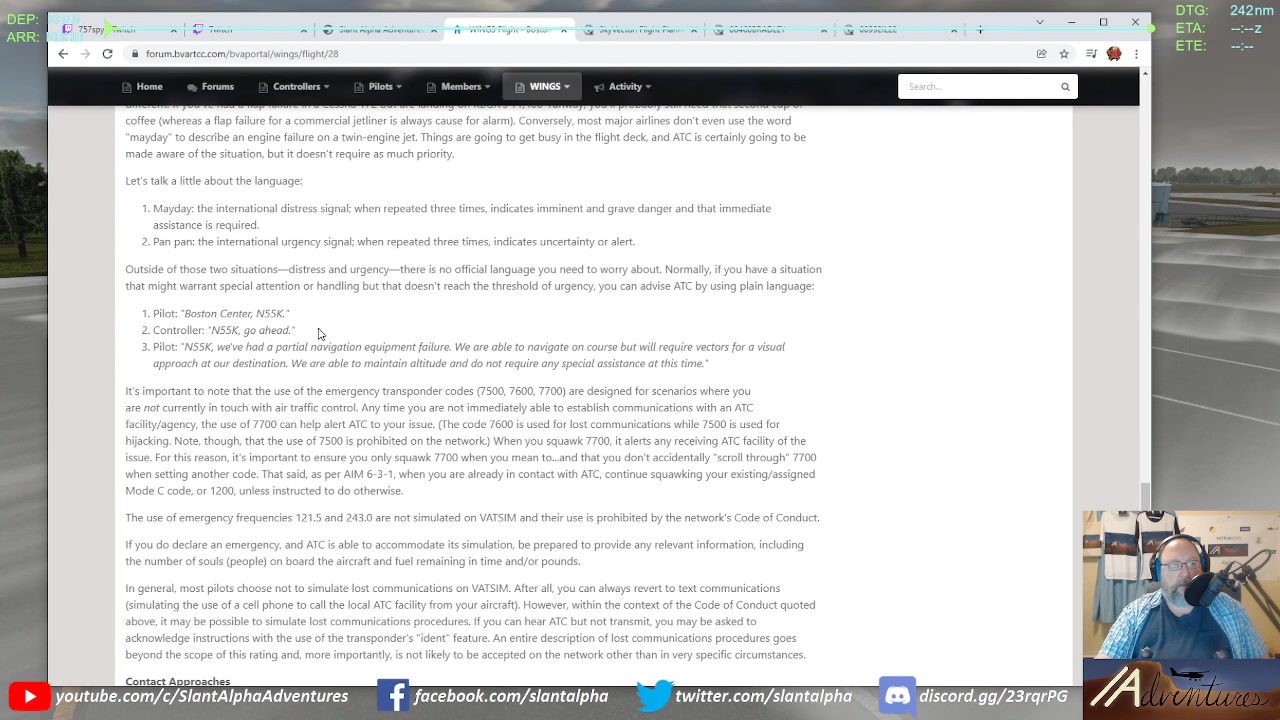 DEP:
ARR:
DTG: 242nm
ETA: --:--z
ETE: --:--
757spy
Twitch
Slant Alpha Adventure
WINGS Flight - Boston
SkyVector: Flight Plann
forum.bvartcc.com/bvaportal/wings/flight/28
Home Forums Controllers Pilots Members WINGS Activity Search...
coffee (whereas a flap failure for a commercial jetliner is always cause for alarm). Conversely, most major airlines don't even use the word
"mayday" to describe an engine failure on a twin-engine jet. Things are going to get busy in the flight deck, and ATC is certainly going to be
made aware of the situation, but it doesn't require as much priority.
Let's talk a little about the language:
1. Mayday: the international distress signal; when repeated three times, indicates imminent and grave danger and that immediate
assistance is required.
2. Pan pan: the international urgency signal; when repeated three times, indicates uncertainty or alert.
Outside of those two situations—distress and urgency—there is no official language you need to worry about. Normally, if you have a situation
that might warrant special attention or handling but that doesn't reach the threshold of urgency, you can advise ATC by using plain language:
1. Pilot: "Boston Center, N55K."
2. Controller: "N55K, go ahead."
3. Pilot: "N55K, we've had a partial navigation equipment failure. We are able to navigate on course but will require vectors for a visual
approach at our destination. We are able to maintain altitude and do not require any special assistance at this time."
It's important to note that the use of the emergency transponder codes (7500, 7600, 7700) are designed for scenarios where you
are not currently in touch with air traffic control. Any time you are not immediately able to establish communications with an ATC
facility/agency, the use of 7700 can help alert ATC to your issue. (The code 7600 is used for lost communications while 7500 is used for
hijacking. Note, though, that the use of 7500 is prohibited on the network.) When you squawk 7700, it alerts any receiving ATC facility of the
issue. For this reason, it's important to ensure you only squawk 7700 when you mean to...and that you don't accidentally "scroll through" 7700
when setting another code. That said, as per AIM 6-3-1, when you are already in contact with ATC, continue squawking your existing/assigned
Mode C code, or 1200, unless instructed to do otherwise.
The use of emergency frequencies 121.5 and 243.0 are not simulated on VATSIM and their use is prohibited by the network's Code of Conduct.
If you do declare an emergency, and ATC is able to accommodate its simulation, be prepared to provide any relevant information, including
the number of souls (people) on board the aircraft and fuel remaining in time and/or pounds.
In general, most pilots choose not to simulate lost communications on VATSIM. After all, you can always revert to text communications
(simulating the use of a cell phone to call the local ATC facility from your aircraft). However, within the context of the Code of Conduct quoted
above, it may be possible to simulate lost communications procedures. If you can hear ATC but not transmit, you may be asked to
acknowledge instructions with the use of the transponder's "ident" feature. An entire description of lost communications procedures goes
beyond the scope of this rating and, more importantly, is not likely to be accepted on the network other than in very specific circumstances.
Contact Approaches
youtube.com/c/SlantAlphaAdventures facebook.com/slantalpha twitter.com/slantalpha discord.gg/23rqrPG
Adventures